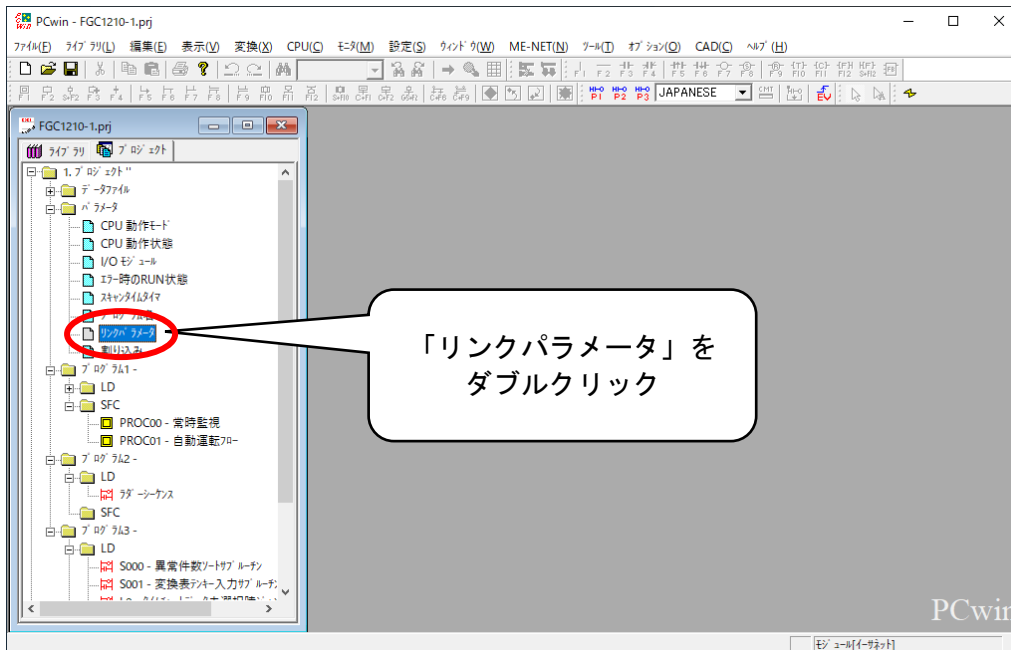 PCwin - FGC1210-1.prj
ﾌｧｲﾙ(F) ﾗｲﾌﾞﾗﾘ(L) 編集(E) 表示(V) 変換(X) CPU(C) ﾓﾆﾀ(M) 設定(S) ｳｨﾝﾄﾞｳ(W) ME-NET(N) ﾂｰﾙ(T) ｵﾌﾟｼｮﾝ(O) CAD(C) ﾍﾙﾌﾟ(H)
F1 F2 F3 F4 F5 F6 F7 F8 F9 F10 F11 F12
JAPANESE
FGC1210-1.prj
ﾗｲﾌﾞﾗﾘ ﾌﾟﾛｼﾞｪｸﾄ
1. ﾌﾟﾛｼﾞｪｸﾄ ''
ﾃﾞｰﾀﾌｧｲﾙ
ﾊﾟﾗﾒｰﾀ
CPU 動作ﾓｰﾄﾞ
CPU 動作状態
I/O ﾓｼﾞｭｰﾙ
ｴﾗｰ時のRUN状態
ｽｷｬﾝﾀｲﾑﾀｲﾏ
ﾘﾝｸﾊﾟﾗﾒｰﾀ
割り込み
「リンクパラメータ」を
ダブルクリック
ﾌﾟﾛｸﾞﾗﾑ1 -
LD
SFC
PROC00 - 常時監視
PROC01 - 自動運転ﾌﾛｰ
ﾌﾟﾛｸﾞﾗﾑ2 -
LD
ﾗﾀﾞｰｼｰｹﾝｽ
SFC
ﾌﾟﾛｸﾞﾗﾑ3 -
LD
S000 - 異常件数ｿｰﾄｻﾌﾞﾙｰﾁﾝ
S001 - 変換表ﾃﾝｷｰ入力ｻﾌﾞﾙｰﾁﾝ
PCwin
ﾓｼﾞｭｰﾙ[ｲｰｻﾈｯﾄ]